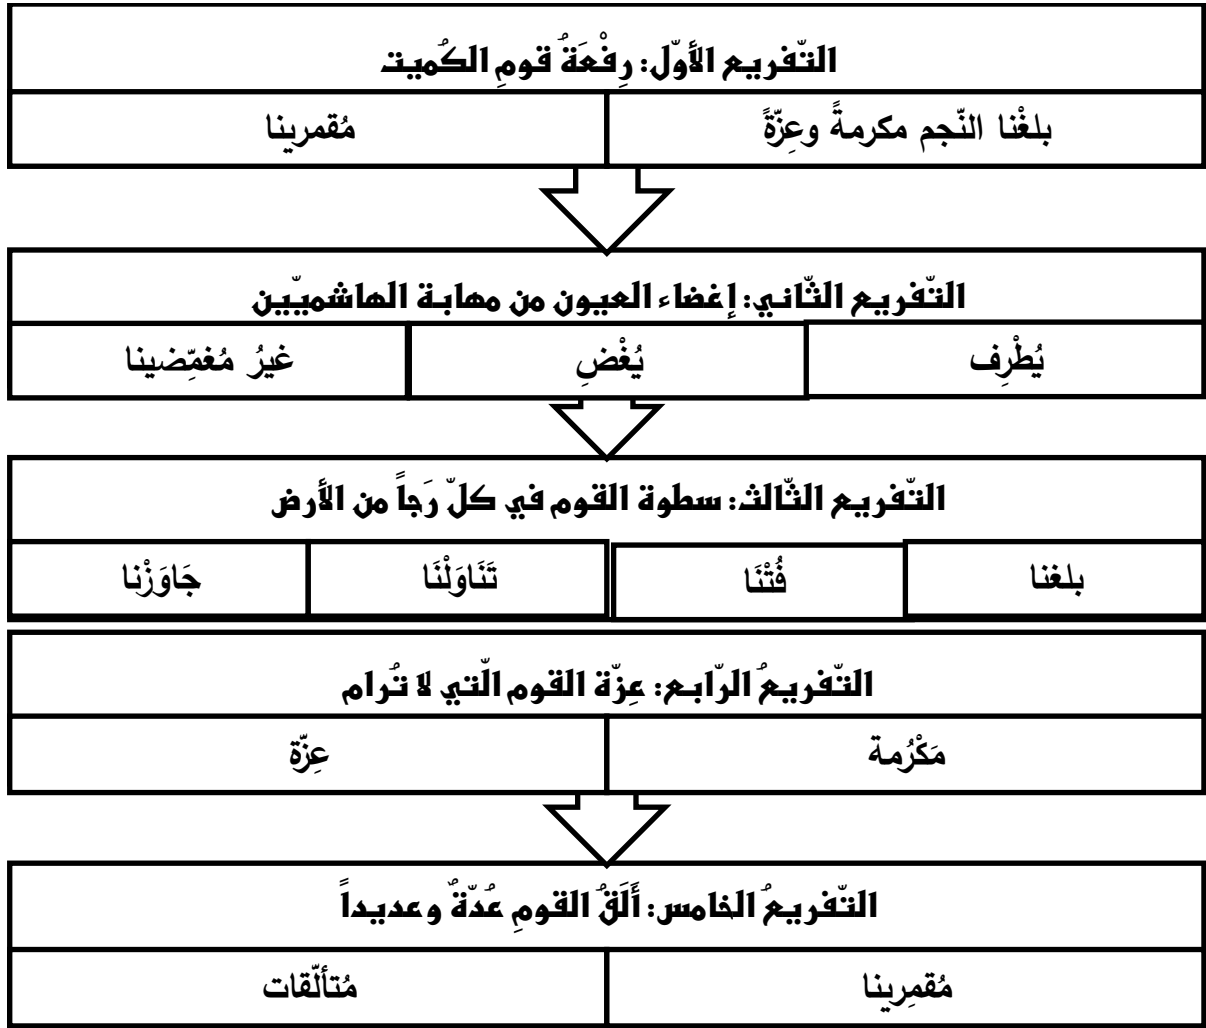 التّفريع الأوّل: رِفْعَةُ قومِ الكُميت
بلغْنا النّجم مكرمةً وعِزّةً مُقمرينا
التّفريع الثّاني: إغضاء العيون من مهابة الهاشميّين
يُطْرِف يُغْضِ غيرُ مُغمِّضينا
التّفريع الثّالث: سطوة القوم في كلّ رَجاً من الأرض
بلغنا فُتْنَا تَنَاوَلْنَا جَاوَزْنا
التّفريعُ الرّابع: عِزّة القوم الّتي لا تُرام
مَكْرُمة عِزّة
التّفريعُ الخامس: أَلَقُ القومِ عُدّةً وعديداً
مُقمِرينا مُتألّقات